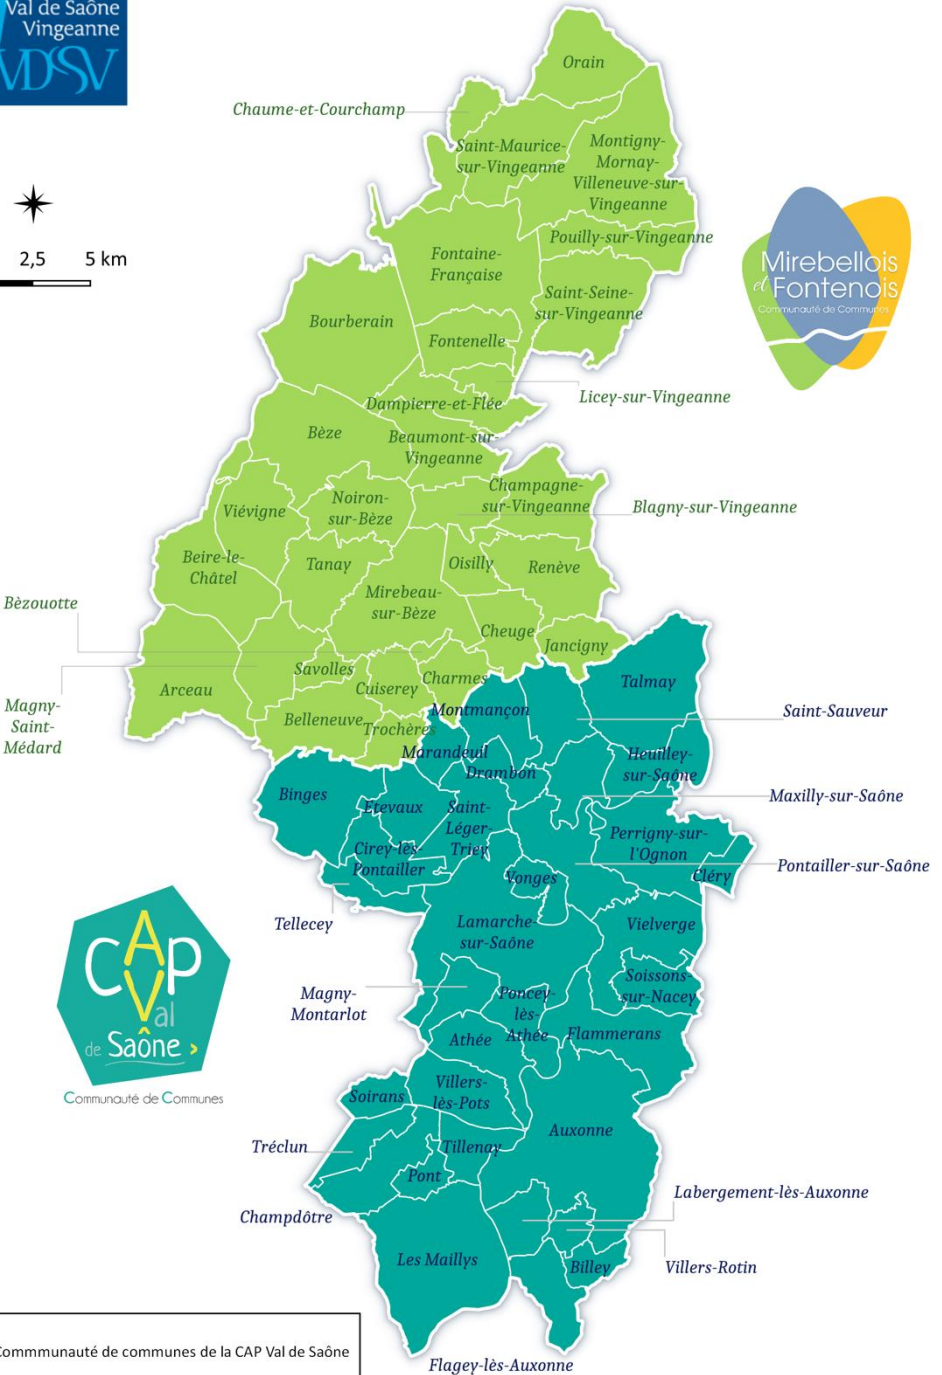 Val de Saône
Vingeanne
VDSV
2,5 5 km
Orain
Chaume-et-Courchamp
Saint-Maurice-
sur-Vingeanne
Montigny-
Mornay-
Villeneuve-sur-
Vingeanne
Pouilly-sur-Vingeanne
Fontaine-
Française
Saint-Seine-
sur-Vingeanne
Mirebellois
et Fontenois
Communauté de Communes
Bourberain
Fontenelle
Licey-sur-Vingeanne
Dampierre-et-Flée
Bèze
Beaumont-sur-
Vingeanne
Champagne-
sur-Vingeanne
Blagny-sur-Vingeanne
Viévigne
Noiron-
sur-Bèze
Beire-le-
Châtel
Tanay
Oisilly
Renève
Mirebeau-
sur-Bèze
Bèzouotte
Cheuge
Jancigny
Savolles
Cuiserey
Charmes
Arceau
Magny-
Saint-
Médard
Belleneuve
Trochères
Talmay
Montmançon
Saint-Sauveur
Marandeuil
Drambon
Heuilley-
sur-Saône
Binges
Etevaux
Saint-
Léger-
Triey
Maxilly-sur-Saône
Cirey-lès-
Pontailler
Perrigny-sur-
l'Ognon
Cléry
Pontailler-sur-Saône
Vonges
Tellecey
Lamarche-
sur-Saône
Vielverge
CAP
Val
de Saône >
Communauté de Communes
Magny-
Montarlot
Soissons-
sur-Nacey
Poncey-
lès-
Athée
Athée
Flammerans
Soirans
Villers-
lès-Pots
Auxonne
Tréclun
Tillenay
Pont
Labergement-lès-Auxonne
Champdôtre
Les Maillys
Billey
Villers-Rotin
Commmunauté de communes de la CAP Val de Saône
Flagey-lès-Auxonne